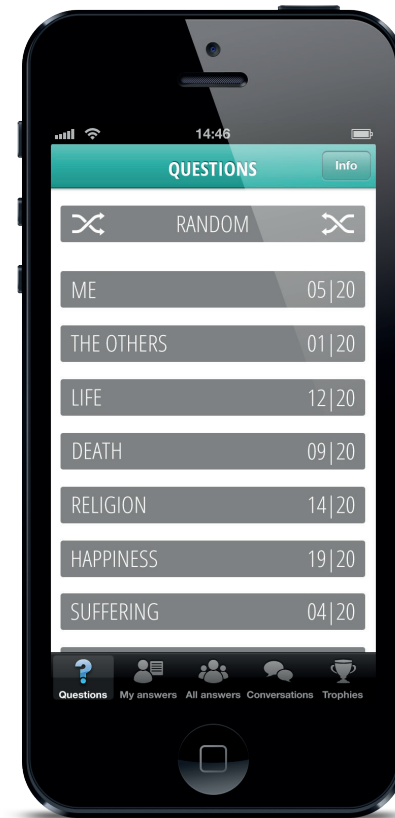 14:46
QUESTIONS Info
RANDOM
ME 05|20
THE OTHERS 01|20
LIFE 12|20
DEATH 09|20
RELIGION 14|20
HAPPINESS 19|20
SUFFERING 04|20
Questions My answers All answers Conversations Trophies